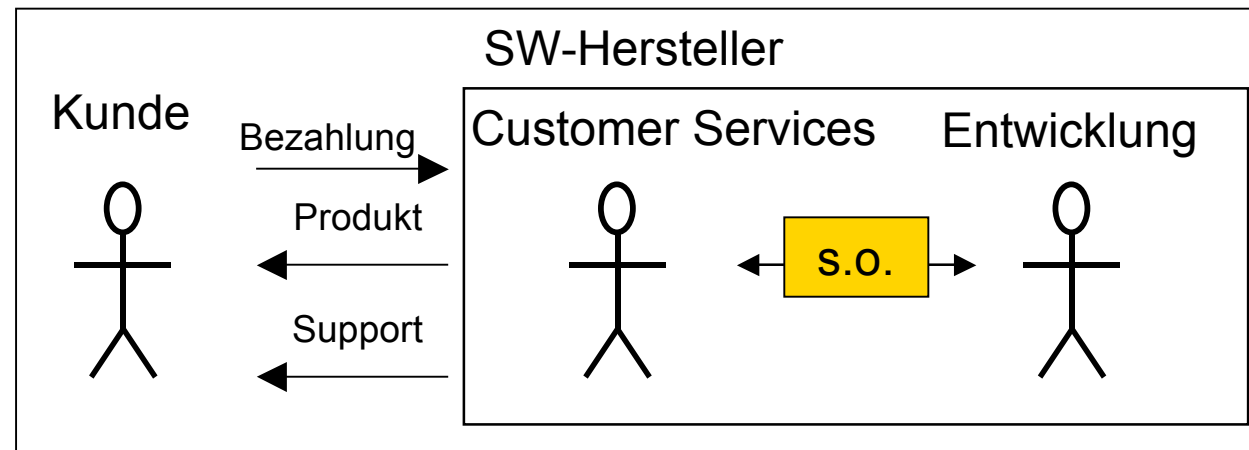 SW-Hersteller
Kunde
Bezahlung
Customer Services
Entwicklung
Produkt
s.o.
Support